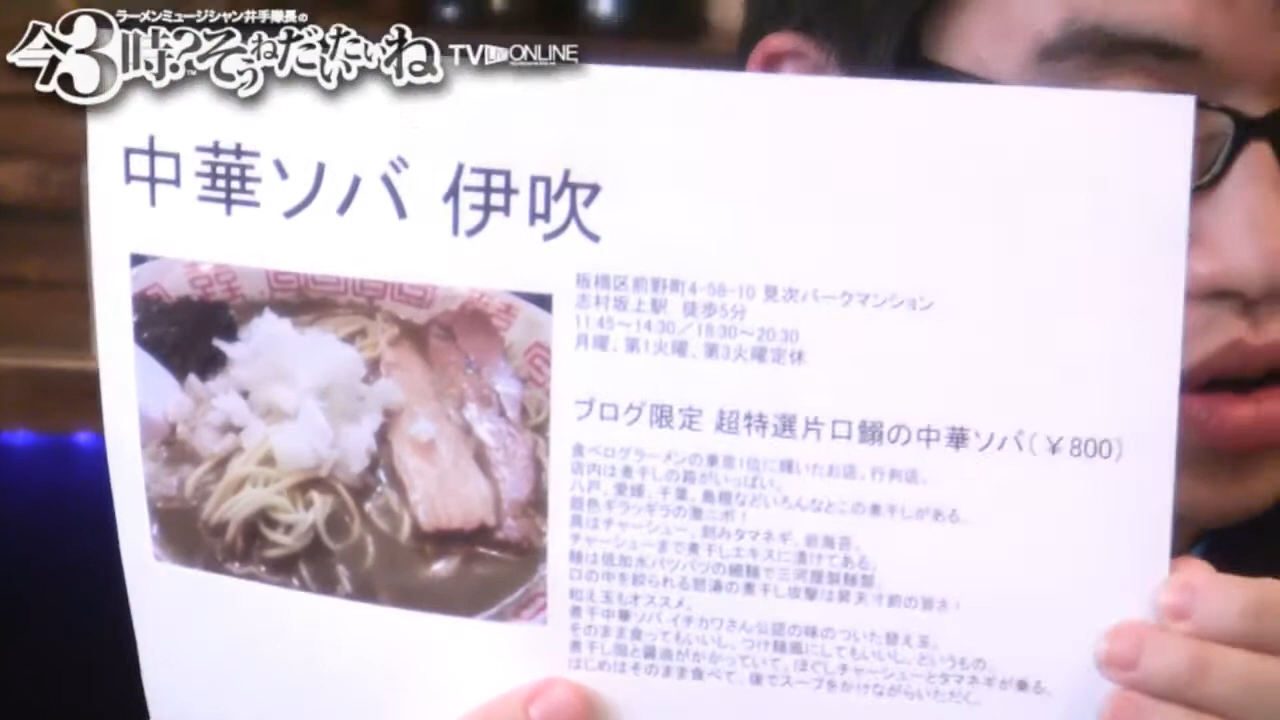 ラーメンミュージシャン井手隊長の
今3時?そうねだいたいね
TV LIVE ONLINE
中華ソバ 伊吹
板橋区前野町4-58-10 見次パークマンション
志村坂上駅 徒歩5分
11:45～14:30／18:30～20:30
月曜、第1火曜、第3火曜定休
ブログ限定 超特選片口鰯の中華ソバ(￥800)
食べログラーメンの東京1位に輝いたお店。行列店。
店内は煮干しの箱がいっぱい。
八戸、愛媛、千葉、島根などいろんなとこの煮干しがある。
銀色ギラッギラの激ニボ！
具はチャーシュー、刻みタマネギ、岩海苔。
チャーシューまで煮干しエキスに漬けてある。
麺は低加水パツパツの細麺で三河屋製麺製。
口の中を絞られる怒涛の煮干し攻撃は昇天寸前の旨さ！
和え玉もオススメ。
煮干中華ソバ イチカワさん公認の味のついた替え玉。
そのまま食ってもいいし、つけ麺風にしてもいいし、というもの。
煮干し脂と醤油がかかっていて、ほぐしチャーシューとタマネギが乗る。
はじめはそのまま食べて、後でスープをかけながらいただく。